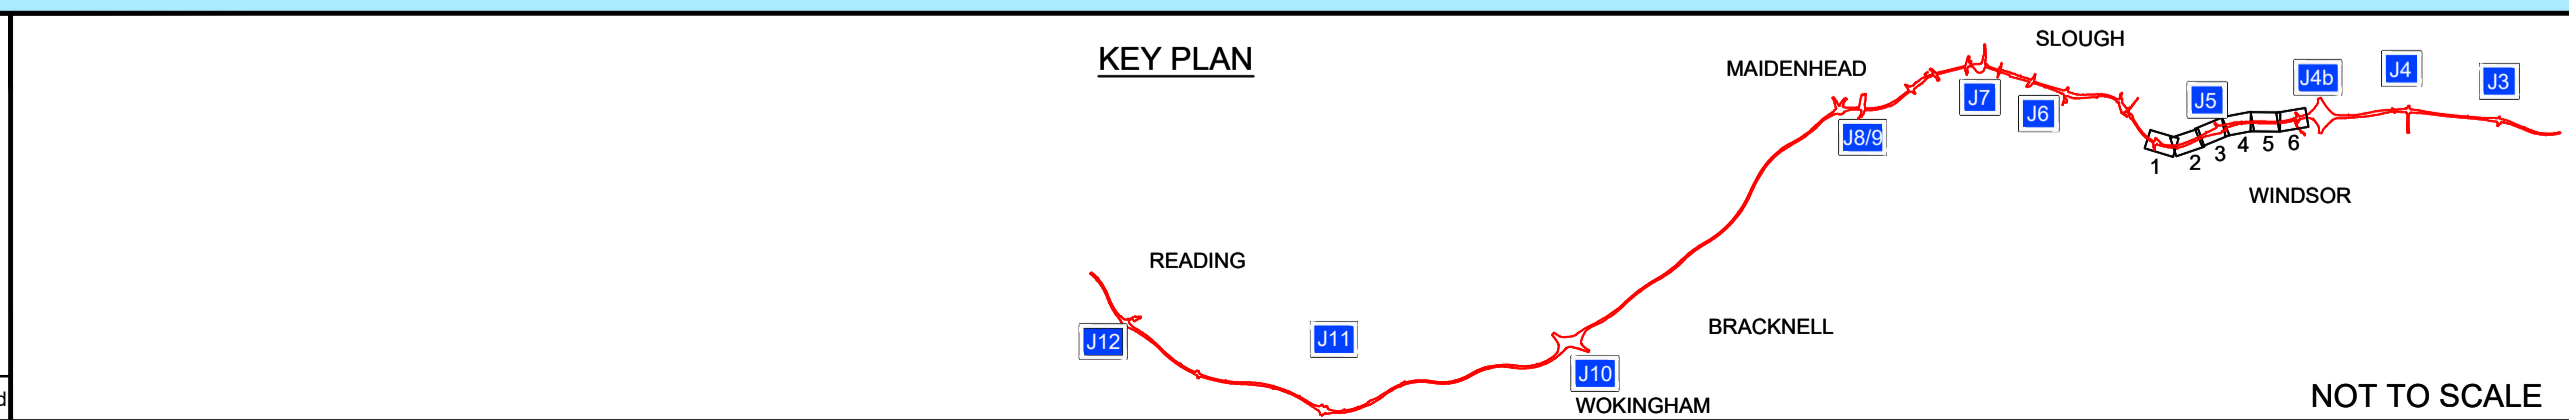 KEY PLAN
SLOUGH
MAIDENHEAD
J7
J6
J8/9
J5
J4b
J4
J3
1 2 3 4 5 6
WINDSOR
READING
J12
J11
BRACKNELL
J10
WOKINGHAM
NOT TO SCALE
d